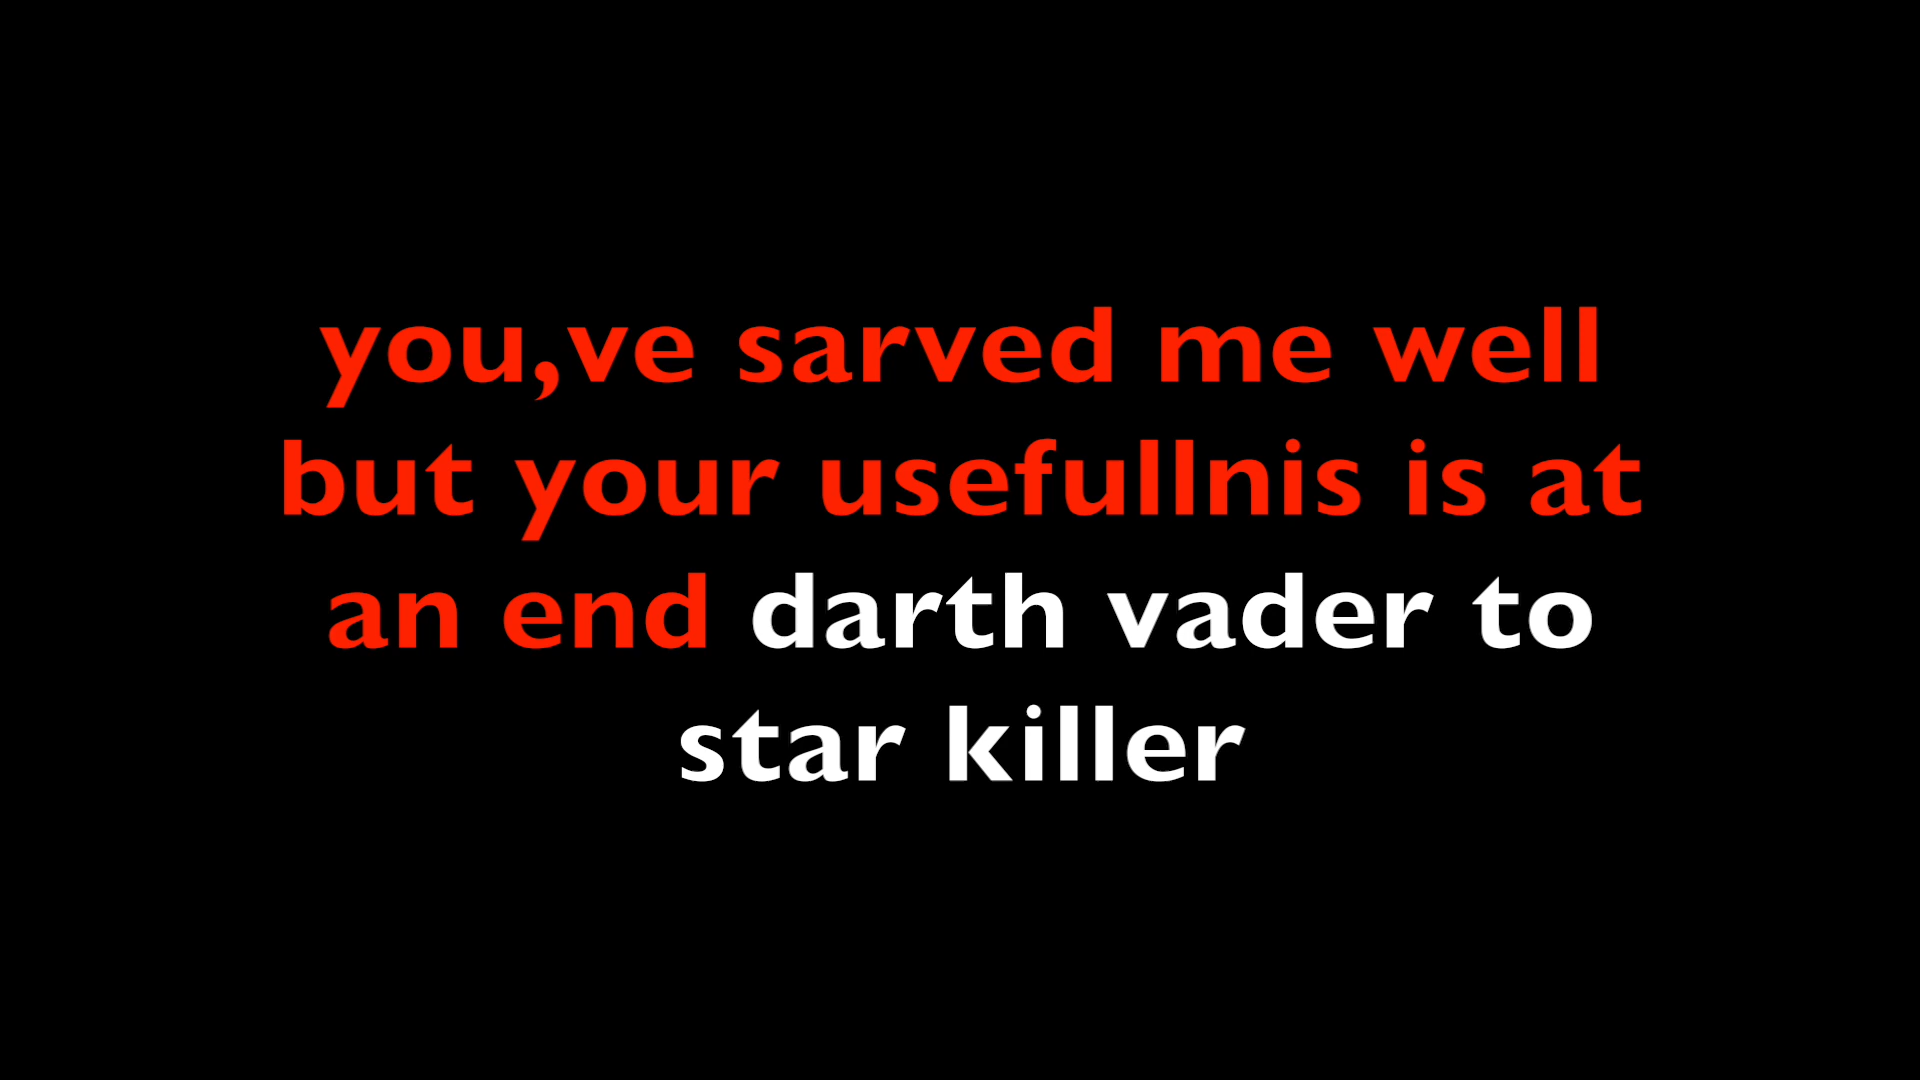 you,ve sarved me well
but your usefullnis is at
an end darth vader to
star killer